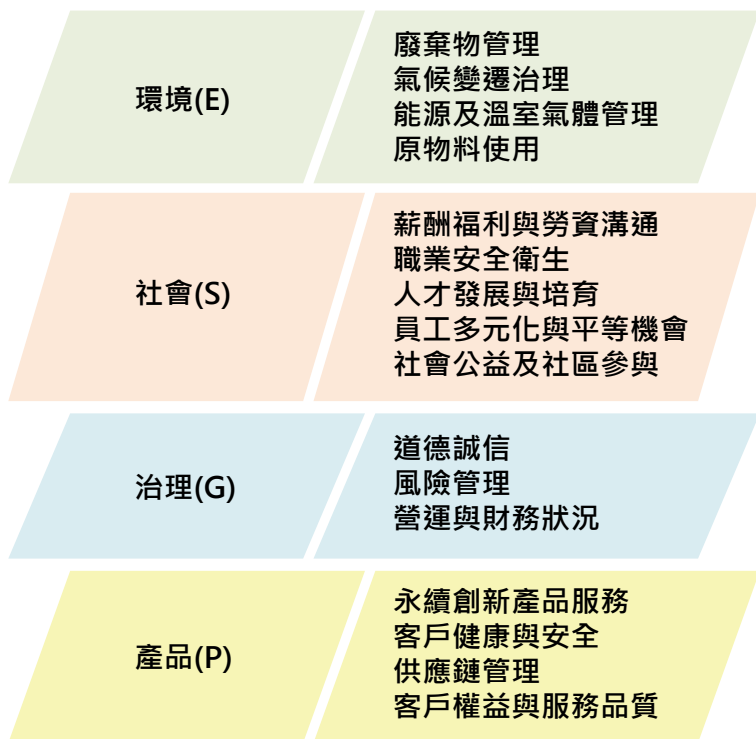 環境(E)
廢棄物管理
氣候變遷治理
能源及溫室氣體管理
原物料使用
社會(S)
薪酬福利與勞資溝通
職業安全衛生
人才發展與培育
員工多元化與平等機會
社會公益及社區參與
治理(G)
道德誠信
風險管理
營運與財務狀況
產品(P)
永續創新產品服務
客戶健康與安全
供應鏈管理
客戶權益與服務品質